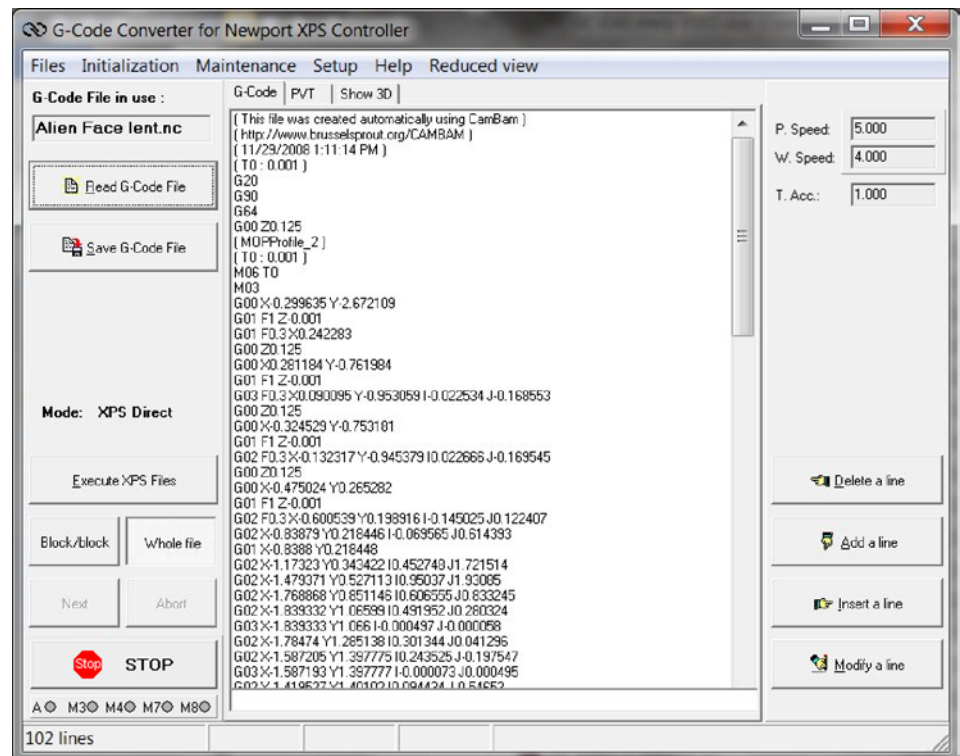 G-Code Converter for Newport XPS Controller
Files Initialization Maintenance Setup Help Reduced view
G-Code File in use :
Alien Face lent.nc
Read G-Code File
Save G-Code File
Mode: XPS Direct
Execute XPS Files
Block/block Whole file
Next Abort
Stop STOP
A M3 M4 M7 M8
102 lines
G-Code PVT Show 3D
( This file was created automatically using CamBam )
( http://www.brusselsprout.org/CAMBAM )
( 11/29/2008 1:11:14 PM )
( T0 : 0.001 )
G20
G90
G64
G00 Z0.125
( MOPProfile_2 )
( T0 : 0.001 )
M06 T0
M03
G00 X-0.299635 Y-2.672109
G01 F1 Z-0.001
G01 F0.3 X0.242283
G00 Z0.125
G00 X0.281184 Y-0.761984
G01 F1 Z-0.001
G03 F0.3 X0.090095 Y-0.953059 I-0.022534 J-0.168553
G00 Z0.125
G00 X-0.324529 Y-0.753181
G01 F1 Z-0.001
G02 F0.3 X-0.132317 Y-0.945379 I0.022666 J-0.169545
G00 Z0.125
G00 X-0.475024 Y0.265282
G01 F1 Z-0.001
G02 F0.3 X-0.600539 Y0.198916 I-0.145025 J0.122407
G02 X-0.83879 Y0.218446 I-0.069565 J0.614393
G01 X-0.8388 Y0.218448
G02 X-1.17323 Y0.343422 I0.452748 J1.721514
G02 X-1.479371 Y0.527113 I0.95037 J1.93085
G02 X-1.768868 Y0.851146 I0.606555 J0.833245
G02 X-1.839332 Y1.06599 I0.491952 J0.280324
G03 X-1.839333 Y1.066 I-0.000497 J-0.000058
G02 X-1.78474 Y1.285138 I0.301344 J0.041296
G02 X-1.587205 Y1.397775 I0.243525 J-0.197547
G03 X-1.587193 Y1.397777 I-0.000073 J0.000495
P. Speed: 5.000
W. Speed: 4.000
T. Acc.: 1.000
Delete a line
Add a line
Insert a line
Modify a line